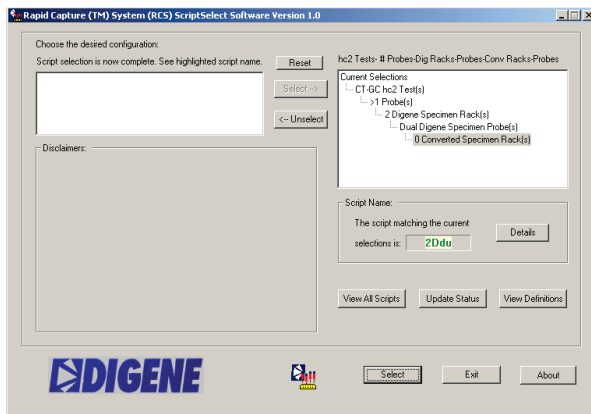 Rapid Capture (TM) System (RCS) ScriptSelect Software Version 1.0
Choose the desired configuration:
Script selection is now complete. See highlighted script name.
Reset
Select -->
<-- Unselect
hc2 Tests- # Probes-Dig Racks-Probes-Conv Racks-Probes
Current Selections
CT-GC hc2 Test(s)
>1 Probe(s)
2 Digene Specimen Rack(s)
Dual Digene Specimen Probe(s)
0 Converted Specimen Rack(s)
Disclaimers:
Script Name:
The script matching the current
selections is: 2Ddu
Details
View All Scripts
Update Status
View Definitions
DIGENE
Select
Exit
About